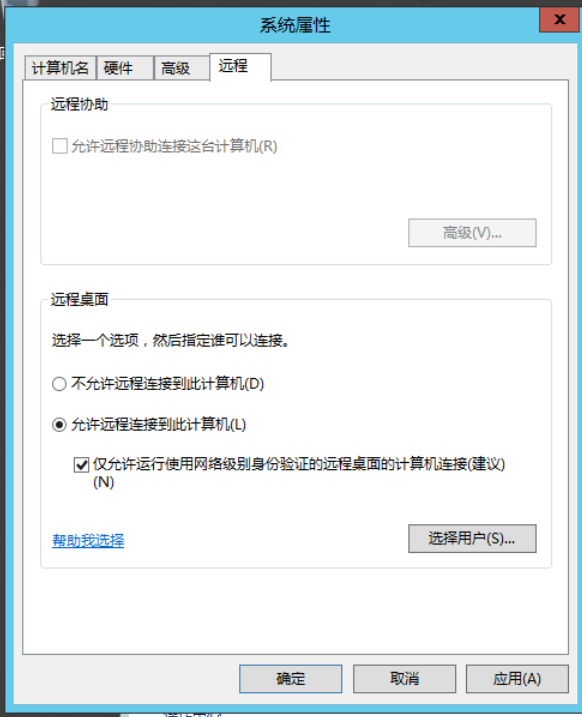 系统属性
x
计算机名 硬件 高级 远程
远程协助
允许远程协助连接这台计算机(R)
高级(V)...
远程桌面
选择一个选项，然后指定谁可以连接。
不允许远程连接到此计算机(D)
允许远程连接到此计算机(L)
仅允许运行使用网络级别身份验证的远程桌面的计算机连接(建议)
(N)
帮助我选择 选择用户(S)...
确定 取消 应用(A)